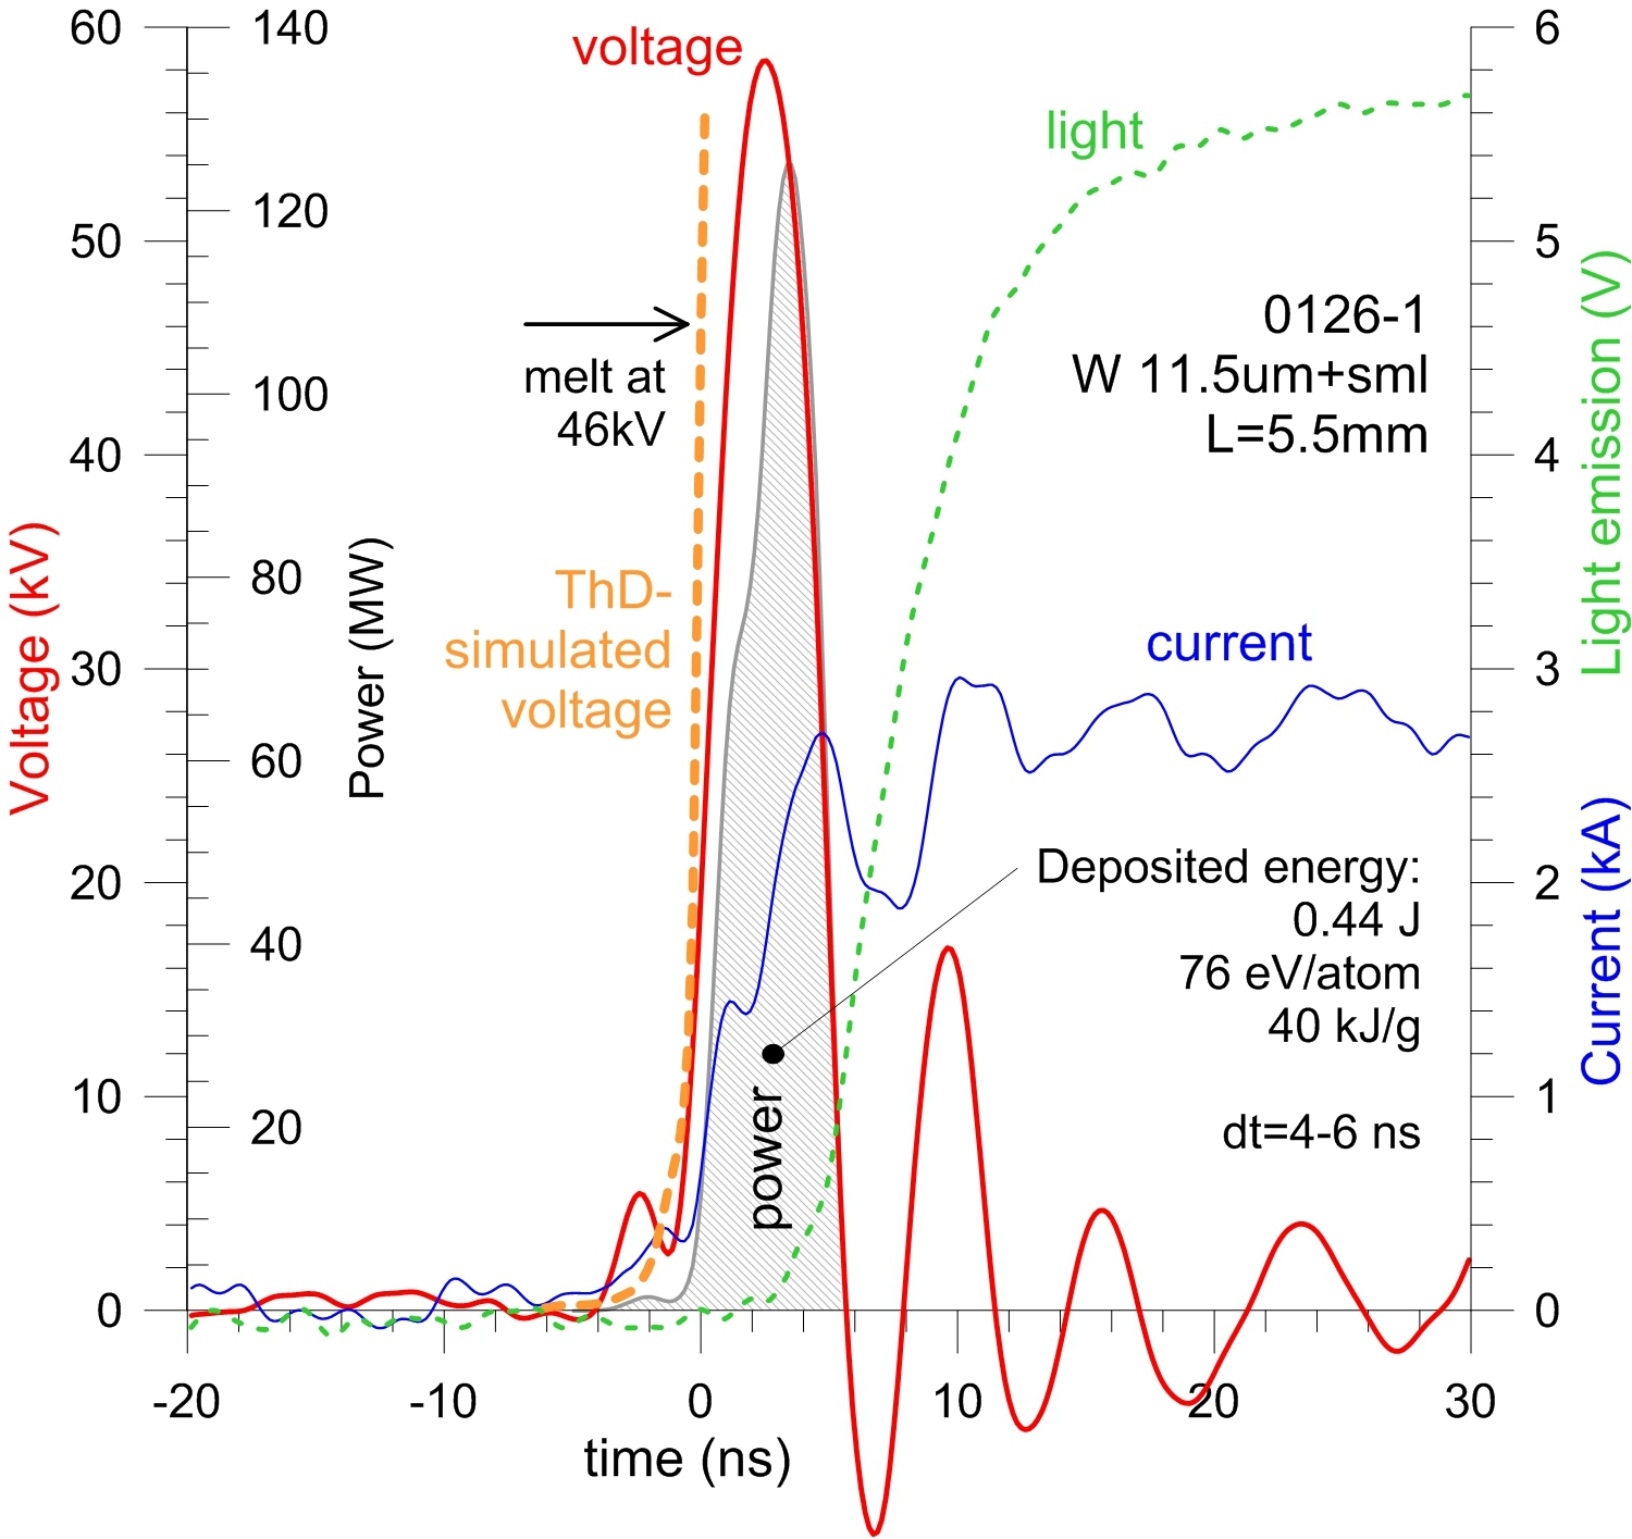 60
50
40
30
20
10
0
Voltage (kV)
140
120
100
80
60
40
20
Power (MW)
voltage
melt at
46kV
ThD-
simulated
voltage
power
light
0126-1
W 11.5um+sml
L=5.5mm
current
Deposited energy:
0.44 J
76 eV/atom
40 kJ/g
dt=4-6 ns
6
5
4
3
2
1
0
Light emission (V)
Current (kA)
-20
-10
0
10
20
30
time (ns)